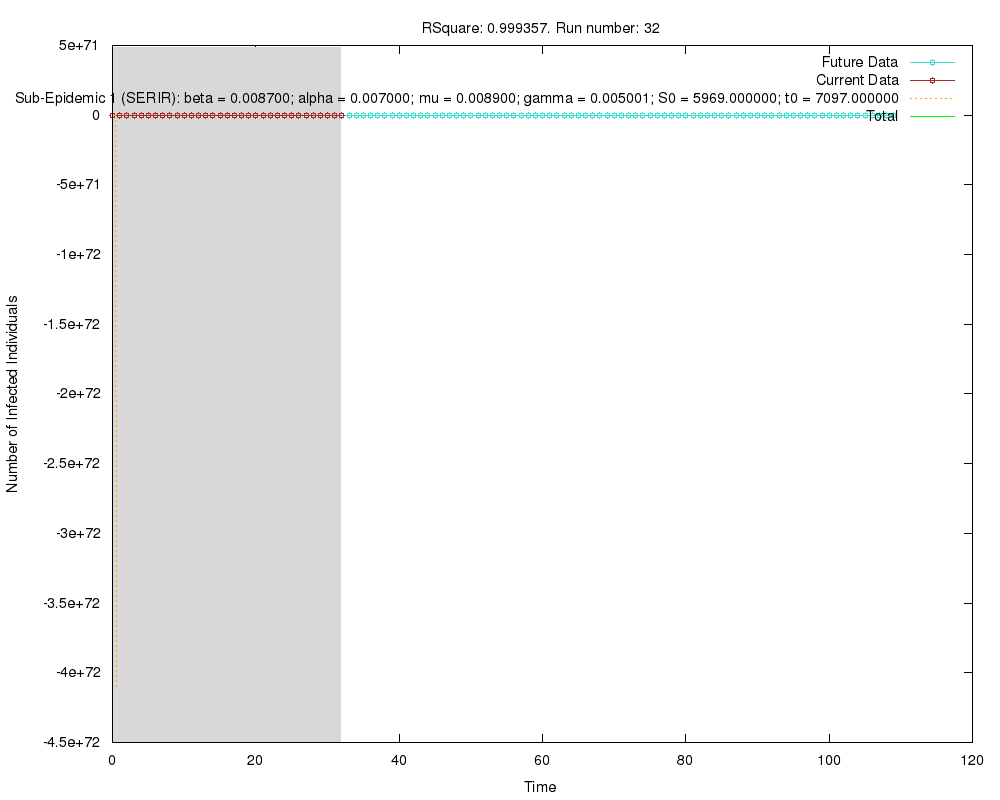 RSquare: 0.999357. Run number: 32
5e+71
Future Data
Current Data
Sub-Epidemic 1 (SERIR): beta = 0.008700; alpha = 0.007000; mu = 0.008900; gamma = 0.005001; S0 = 5969.000000; t0 = 7097.000000
0
Total
-5e+71
-1e+72
-1.5e+72
-2e+72
-2.5e+72
-3e+72
-3.5e+72
-4e+72
-4.5e+72
Number of Infected Individuals
0 20 40 60 80 100 120
Time